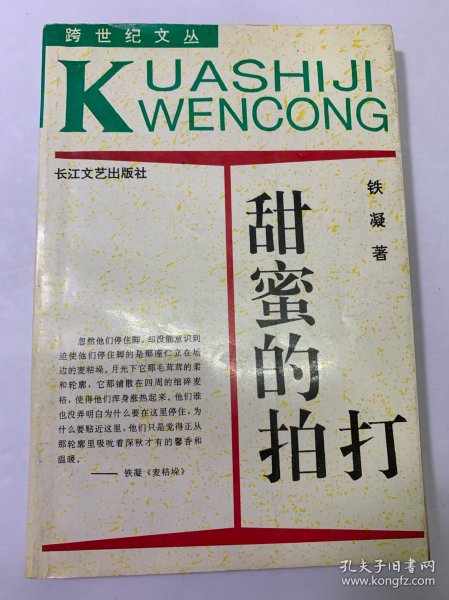 跨世纪文丛
KUASHIJI
WENCONG
长江文艺出版社
铁凝著
甜蜜的拍打
忽然他们停住脚，却没能意识到
迫使他们停住脚的是那座伫立在场
边的麦秸垛。月光下它那毛茸茸的柔
和轮廓，它那铺散在四周的细碎麦
秸，使得他们浑身涨热起来。他们谁
也没弄明白为什么要在这里停住，为
什么要贴近这里，他们只是觉得正从
那轮廓里吸吮着深秋才有的馨香和
温暖。
——铁凝《麦秸垛》
孔夫子旧书网
www.kongfz.com